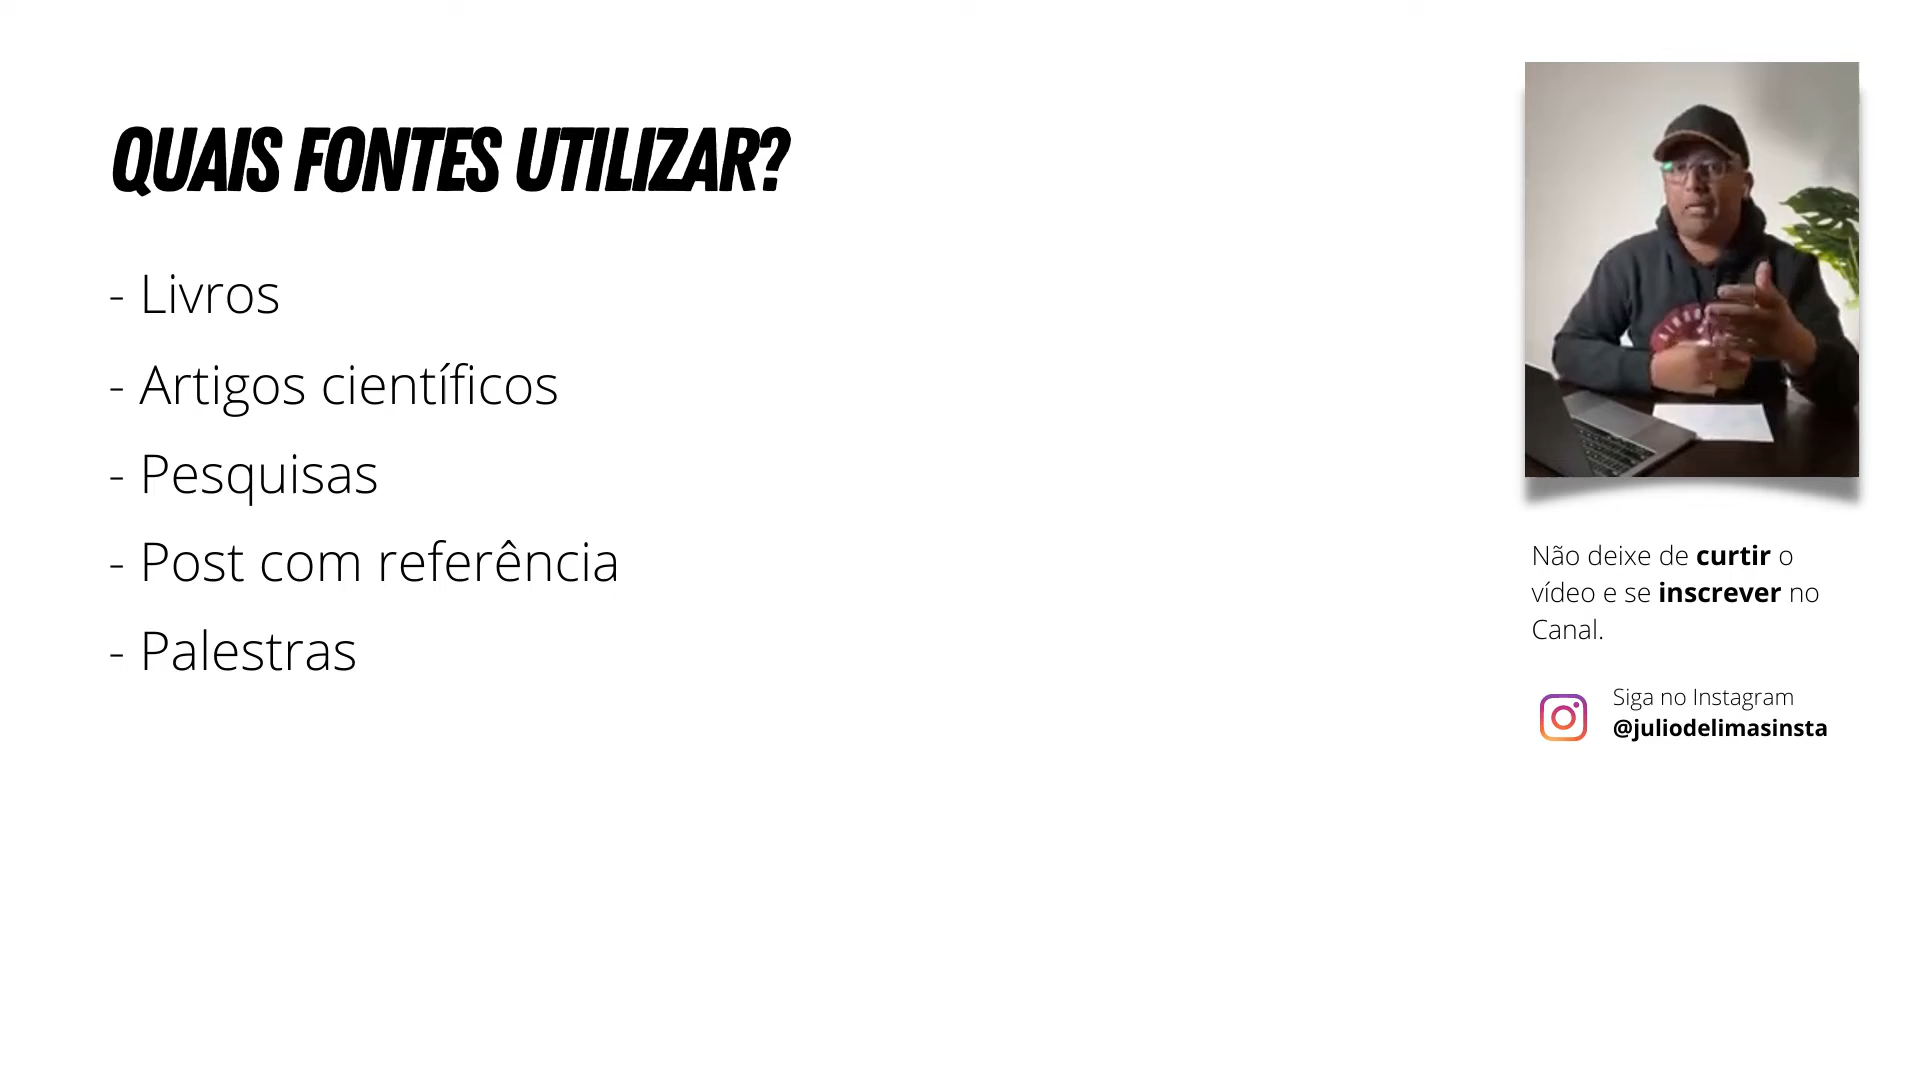 QUAIS FONTES UTILIZAR?
- Livros
- Artigos científicos
- Pesquisas
- Post com referência
- Palestras
Não deixe de curtir o
vídeo e se inscrever no
Canal.
Siga no Instagram
@juliodelimasinsta